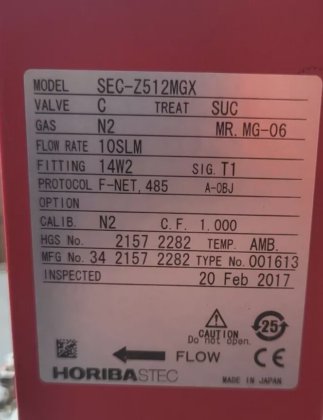 MODEL SEC-Z512MGX
VALVE C TREAT SUC
GAS N2 MR. MG-06
FLOW RATE 10SLM
FITTING 14W2 SIG. T1
PROTOCOL F-NET, 485 A-OBJ
OPTION
CALIB. N2 C.F. 1.000
HGS No. 2157 2282 TEMP. AMB.
MFG No. 34 2157 2282 TYPE No. 001613
INSPECTED 20 Feb 2017
CAUTION
Do not open.
25
FLOW CE
HORIBASTEC MADE IN JAPAN